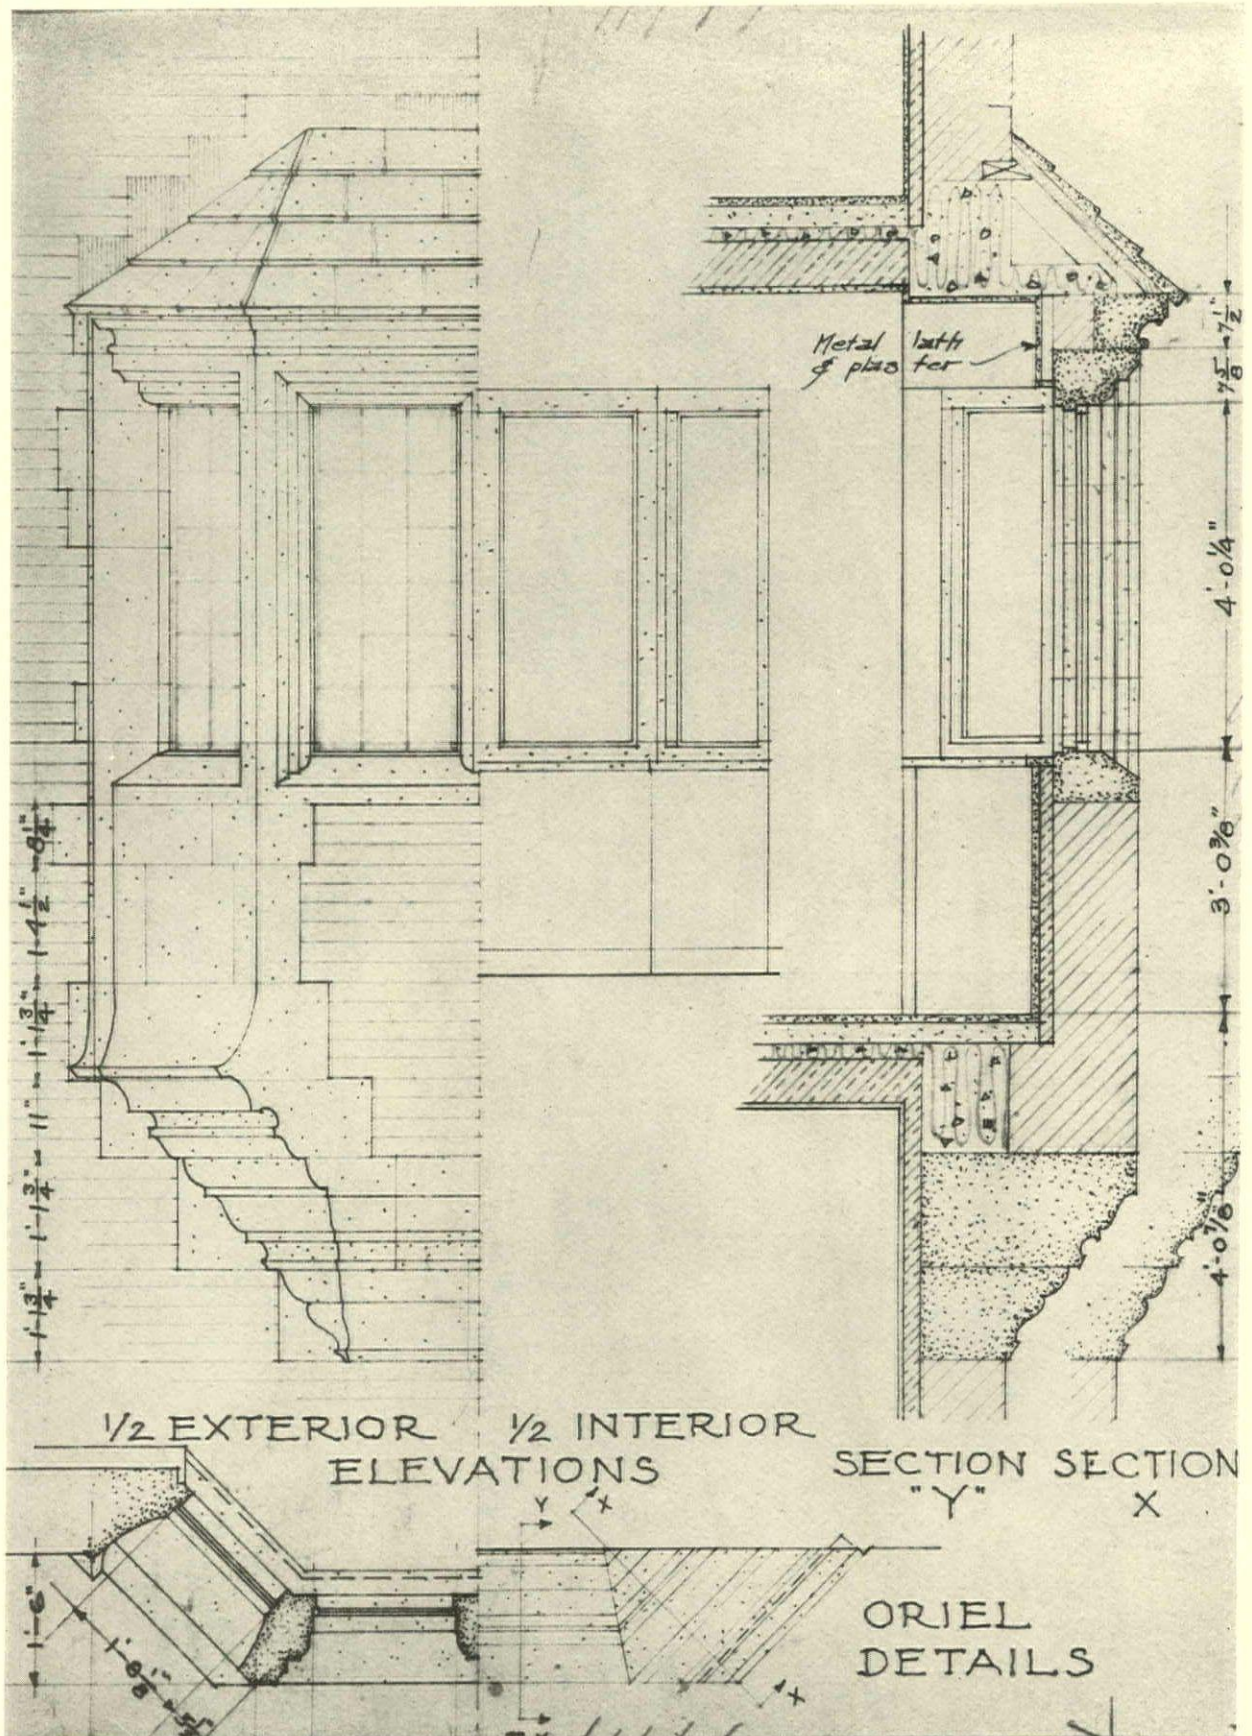 Metal lath
& plaster
7 1/2"
7 5/8
4'-0 1/4"
3'-0 3/8"
4'-0 7/8"
8 1/4"
1'-4 1/2"
1'-1 3/4"
11"
1'-1 3/4"
1'-1 3/4"
1/2 EXTERIOR 1/2 INTERIOR
ELEVATIONS
SECTION SECTION
"Y" X
Y X
1'-6"
ORIEL
DETAILS
X